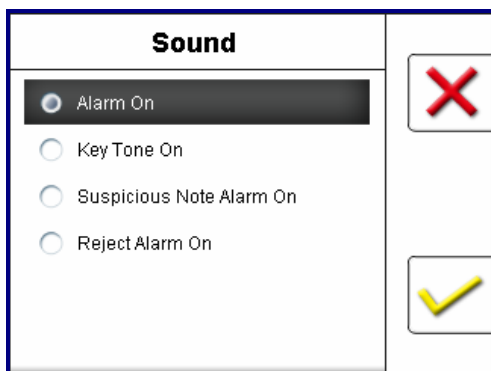 Sound
Alarm On
Key Tone On
Suspicious Note Alarm On
Reject Alarm On